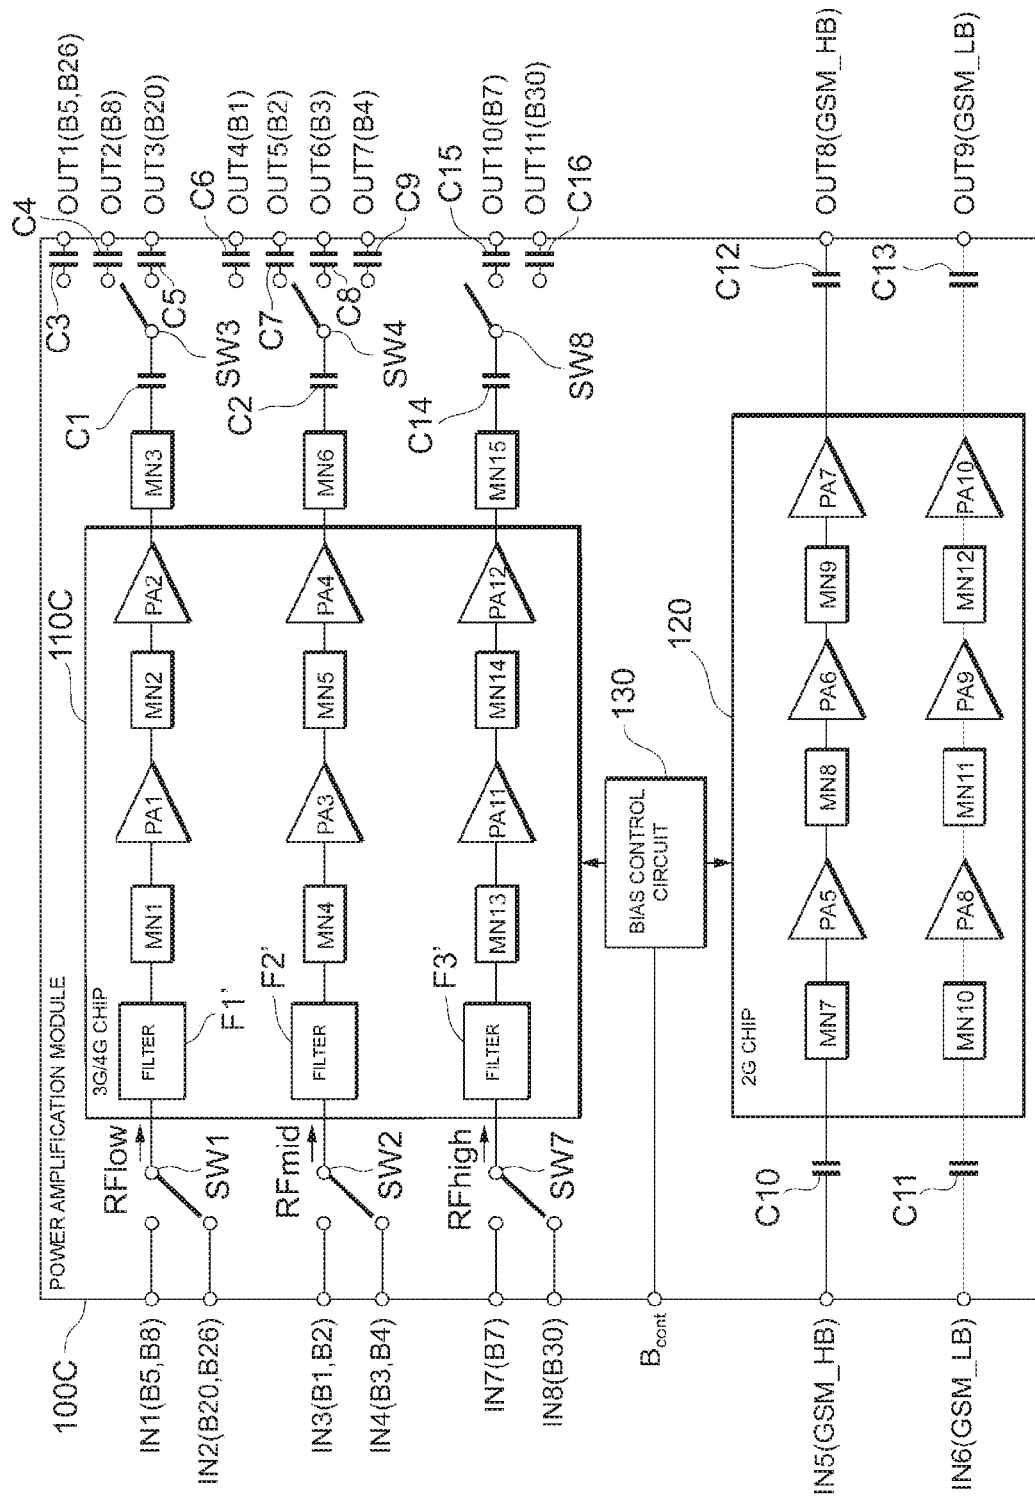 100C
POWER AMPLIFICATION MODULE
110C
3G/4G CHIP
IN1(B5,B8)
IN2(B20,B26)
RFlow
SW1
FILTER
F1'
MN1
PA1
MN2
PA2
MN3
C1
SW3
C3
C4
C5
OUT1(B5,B26)
OUT2(B8)
OUT3(B20)
IN3(B1,B2)
IN4(B3,B4)
RFmid
SW2
FILTER
F2'
MN4
PA3
MN5
PA4
MN6
C2
SW4
C6
C7
C8
C9
OUT4(B1)
OUT5(B2)
OUT6(B3)
OUT7(B4)
IN7(B7)
IN8(B30)
RFhigh
SW7
FILTER
F3'
MN13
PA11
MN14
PA12
MN15
C14
SW8
C15
C16
OUT10(B7)
OUT11(B30)
Bcont
BIAS CONTROL
CIRCUIT
130
120
2G CHIP
IN5(GSM_HB)
C10
MN7
PA5
MN8
PA6
MN9
PA7
C12
OUT8(GSM_HB)
IN6(GSM_LB)
C11
MN10
PA8
MN11
PA9
MN12
PA10
C13
OUT9(GSM_LB)